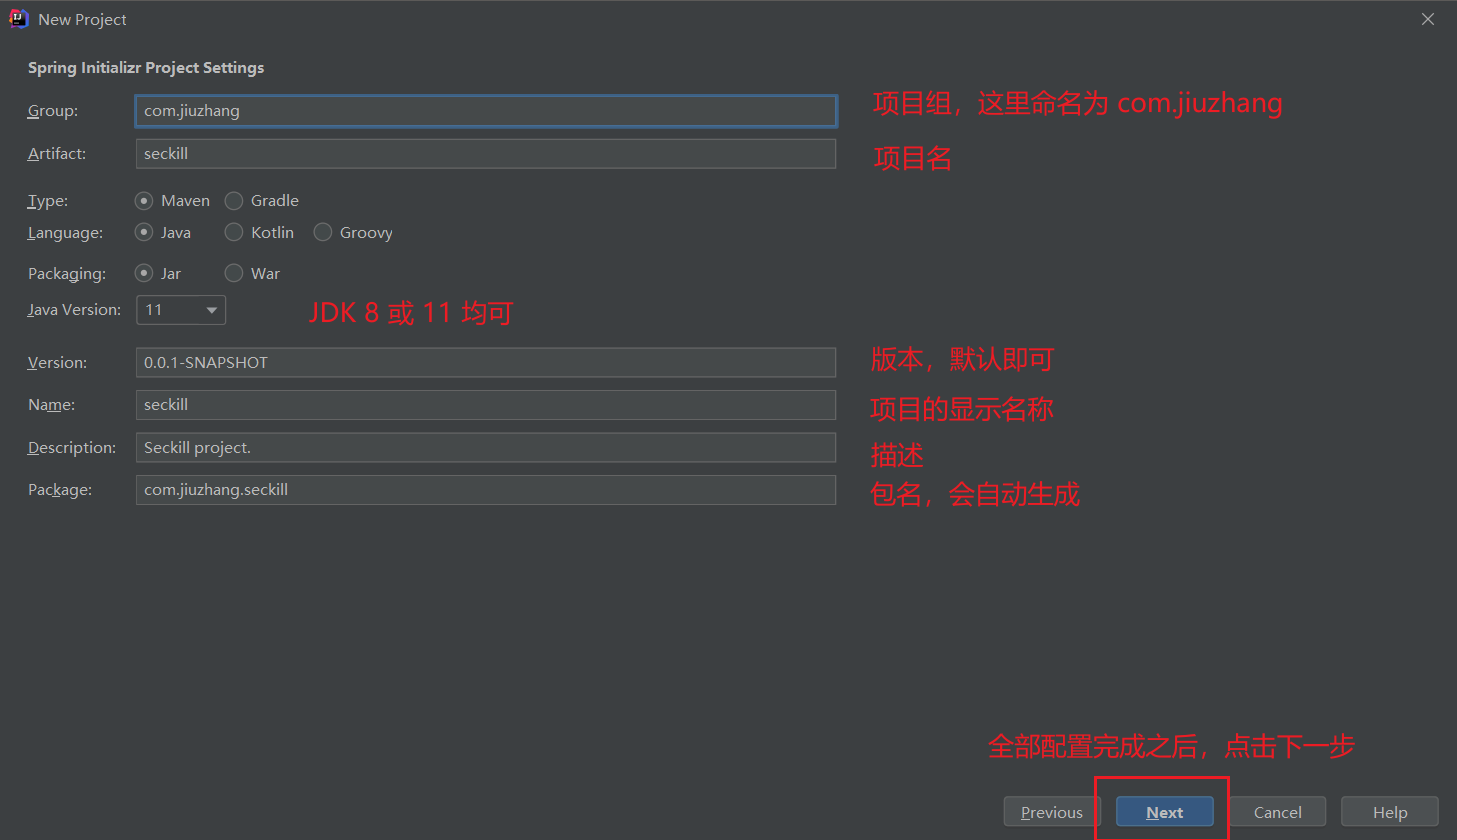 New Project
Spring Initializr Project Settings
Group: com.jiuzhang 项目组，这里命名为 com.jiuzhang
Artifact: seckill 项目名
Type: Maven Gradle
Language: Java Kotlin Groovy
Packaging: Jar War
Java Version: 11 JDK 8 或 11 均可
Version: 0.0.1-SNAPSHOT 版本，默认即可
Name: seckill 项目的显示名称
Description: Seckill project. 描述
Package: com.jiuzhang.seckill 包名，会自动生成
全部配置完成之后，点击下一步
Previous Next Cancel Help